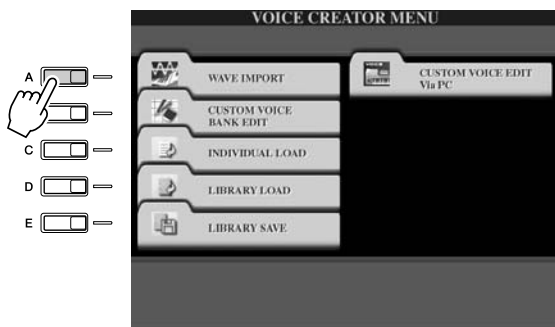 VOICE CREATOR MENU
A
WAVE IMPORT
CUSTOM VOICE EDIT
Via PC
CUSTOM VOICE
BANK EDIT
C
INDIVIDUAL LOAD
D
LIBRARY LOAD
E
LIBRARY SAVE